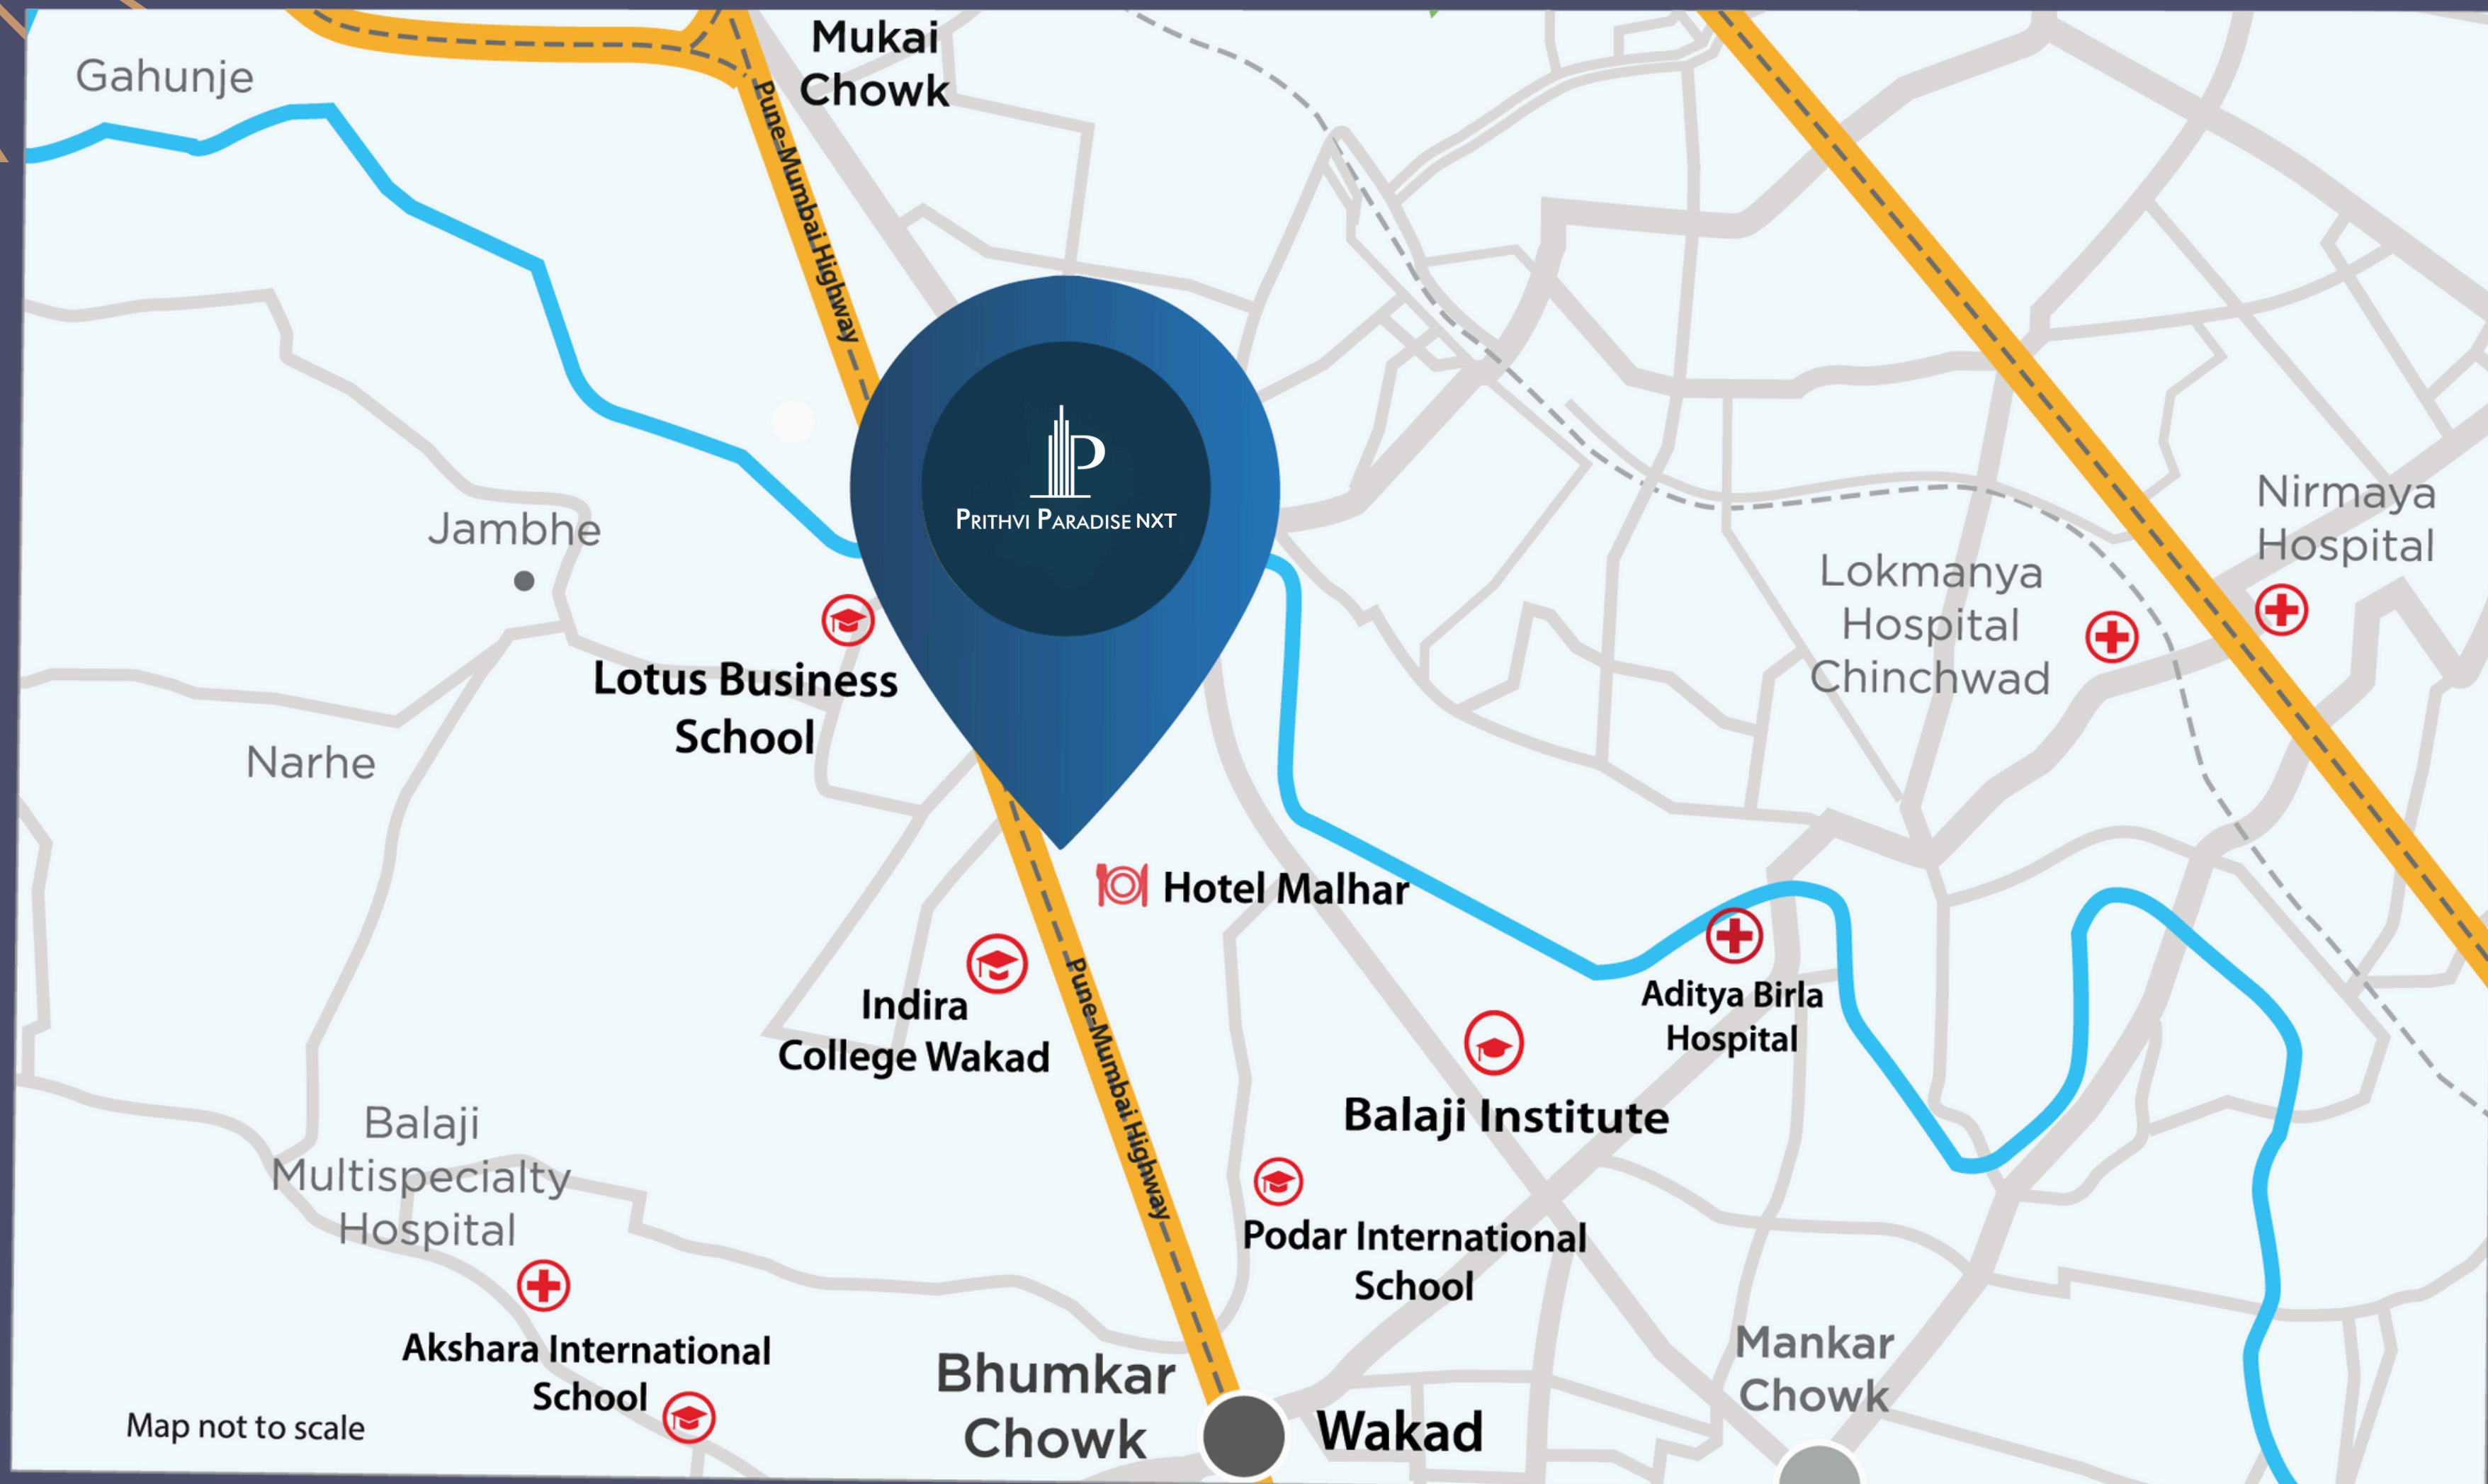 Mukai
Chowk
Gahunje
Pune-Mumbai Highway
PRITHVI PARADISE NXT
Jambhe
Nirmaya
Hospital
Lokmanya
Hospital
Chinchwad
Lotus Business
School
Narhe
Hotel Malhar
Indira
College Wakad
Pune-Mumbai Highway
Aditya Birla
Hospital
Balaji Institute
Balaji
Multispecialty
Hospital
Podar International
School
Akshara International
School
Mankar
Chowk
Bhumkar
Chowk
Wakad
Map not to scale